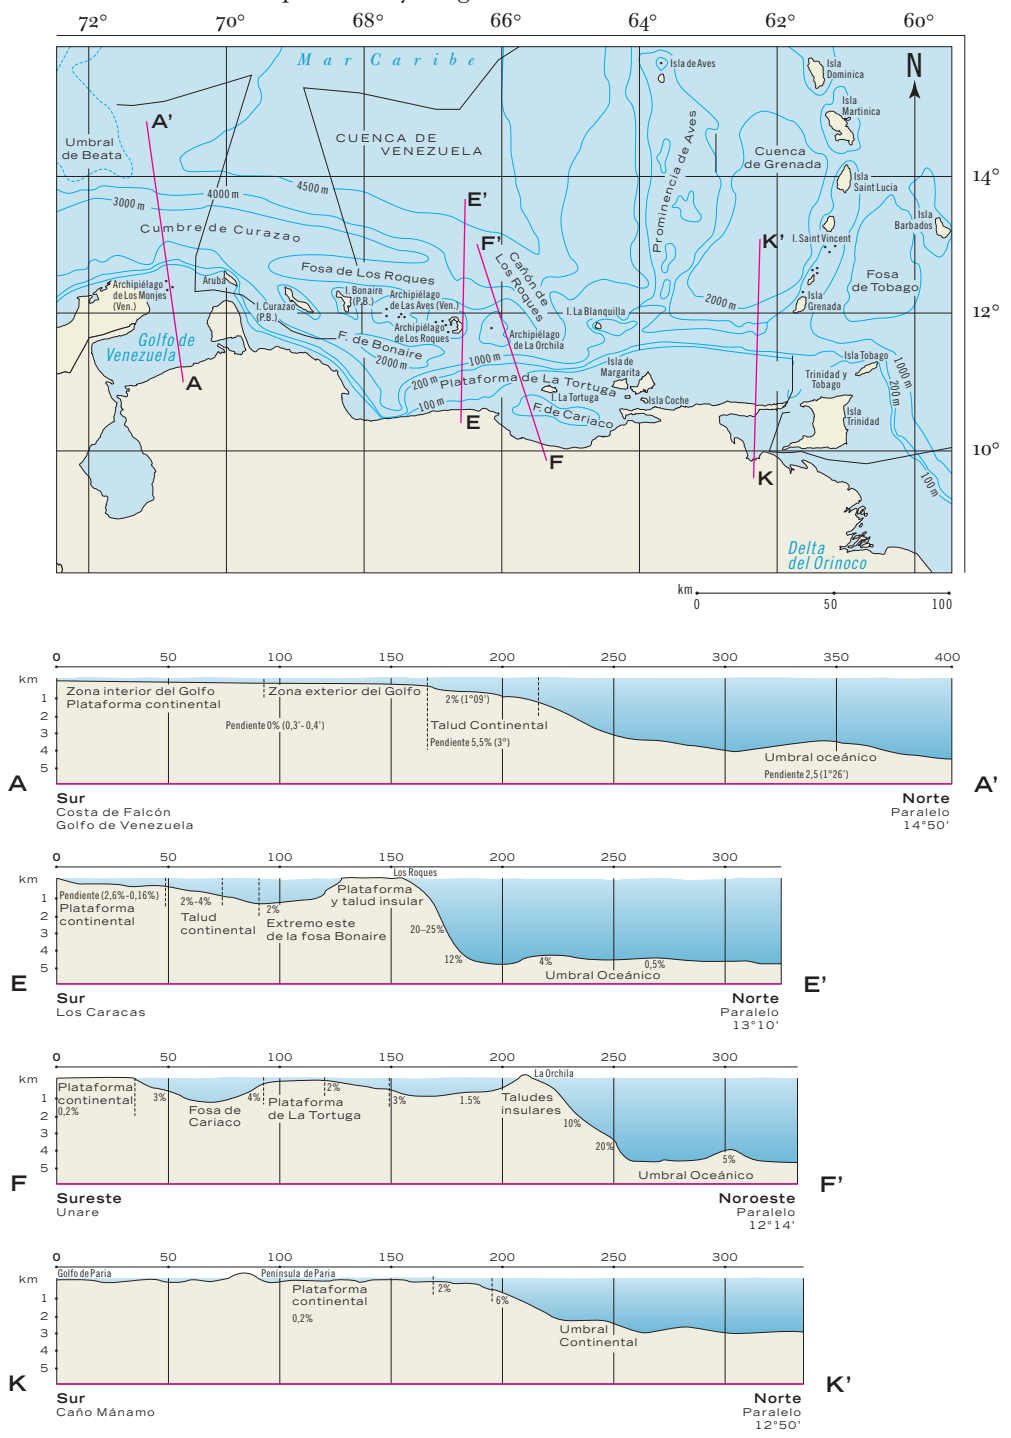 72°
70°
68°
66°
64°
62°
60°
Mar Caribe
Isla de Aves
Isla
Dominica
N
Isla
Martinica
A'
Umbral
de Beata
CUENCA DE
VENEZUELA
Prominencia de Aves
Cuenca
de Grenada
Isla
Saint Lucia
14°
4500 m
4000 m
3000 m
E'
Isla
Barbados
Cumbre de Curazao
F'
K'
I. Saint Vincent
Cañón de
Los Roques
Fosa de Los Roques
Fosa
de Tobago
Archipiélago
de Los Monjes
(Ven.)
Aruba
I. Bonaire
(P.B.)
Archipiélago
de Las Aves (Ven.)
I. Curazao
(P.B.)
2000 m
Isla
Grenada
12°
I. La Blanquilla
Archipiélago
de Los Roques
Archipiélago
de La Orchila
Golfo de
Venezuela
F. de Bonaire
2000 m
1000 m
Isla de
Margarita
Isla Tobago
1000 m
A
200 m
Plataforma de La Tortuga
Trinidad y
Tobago
200 m
I. La Tortuga
Isla Coche
100 m
F. de Cariaco
Isla
Trinidad
E
10°
F
K
100 m
Delta
del Orinoco
km
0
50
100
0
50
100
150
200
250
300
350
400
km
1
2
3
4
5
Zona interior del Golfo
Plataforma continental
Zona exterior del Golfo
2% (1°09')
Pendiente 0% (0,3'- 0,4')
Talud Continental
Pendiente 5,5% (3°)
Umbral oceánico
Pendiente 2,5 (1°26')
A
A'
Sur
Costa de Falcón
Golfo de Venezuela
Norte
Paralelo
14°50'
0
50
100
150
200
250
300
km
1
2
3
4
5
Los Roques
Pendiente (2,6%-0,16%)
Plataforma
continental
2%-4%
Talud
continental
2%
Extremo este
de la fosa Bonaire
Plataforma
y talud insular
20–25%
12%
4%
0,5%
Umbral Oceánico
E
E'
Sur
Los Caracas
Norte
Paralelo
13°10'
0
50
100
150
200
250
300
km
1
2
3
4
5
La Orchila
Plataforma
continental
0,2%
3%
Fosa de
Cariaco
4%
2%
Plataforma
de La Tortuga
3%
1.5%
Taludes
insulares
10%
20%
5%
Umbral Oceánico
F
F'
Sureste
Unare
Noroeste
Paralelo
12°14'
0
50
100
150
200
250
300
km
1
2
3
4
5
Golfo de Paria
Península de Paria
Plataforma
continental
0,2%
2%
6%
Umbral
Continental
K
K'
Sur
Caño Mánamo
Norte
Paralelo
12°50'